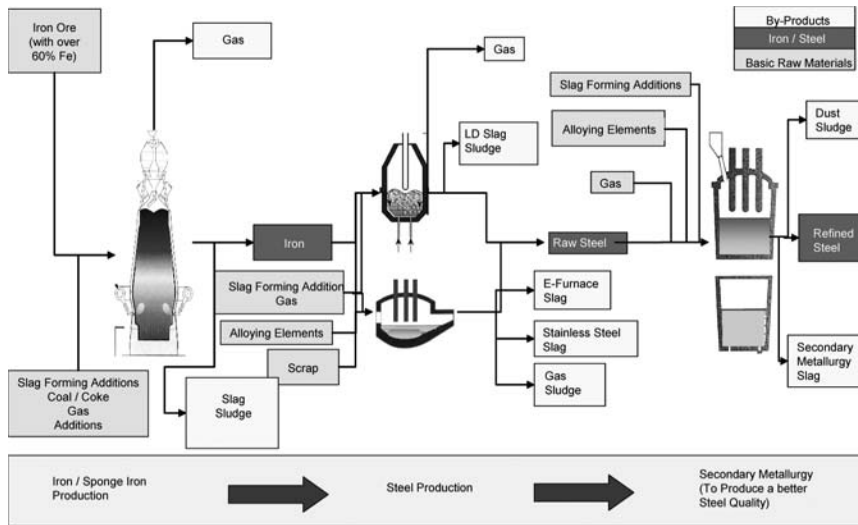 Iron Ore
(with over
60% Fe)
Gas
Gas
By-Products
Iron / Steel
Basic Raw Materials
Slag Forming Additions
LD Slag
Sludge
Alloying Elements
Dust
Sludge
Gas
Iron
Raw Steel
Refined
Steel
Slag Forming Addition
Gas
E-Furnace
Slag
Alloying Elements
Stainless Steel
Slag
Scrap
Secondary
Metallurgy
Slag
Slag Forming Additions
Coal / Coke
Gas
Additions
Slag
Sludge
Gas
Sludge
Iron / Sponge Iron
Production
Steel Production
Secondary Metallurgy
(To Produce a better
Steel Quality)